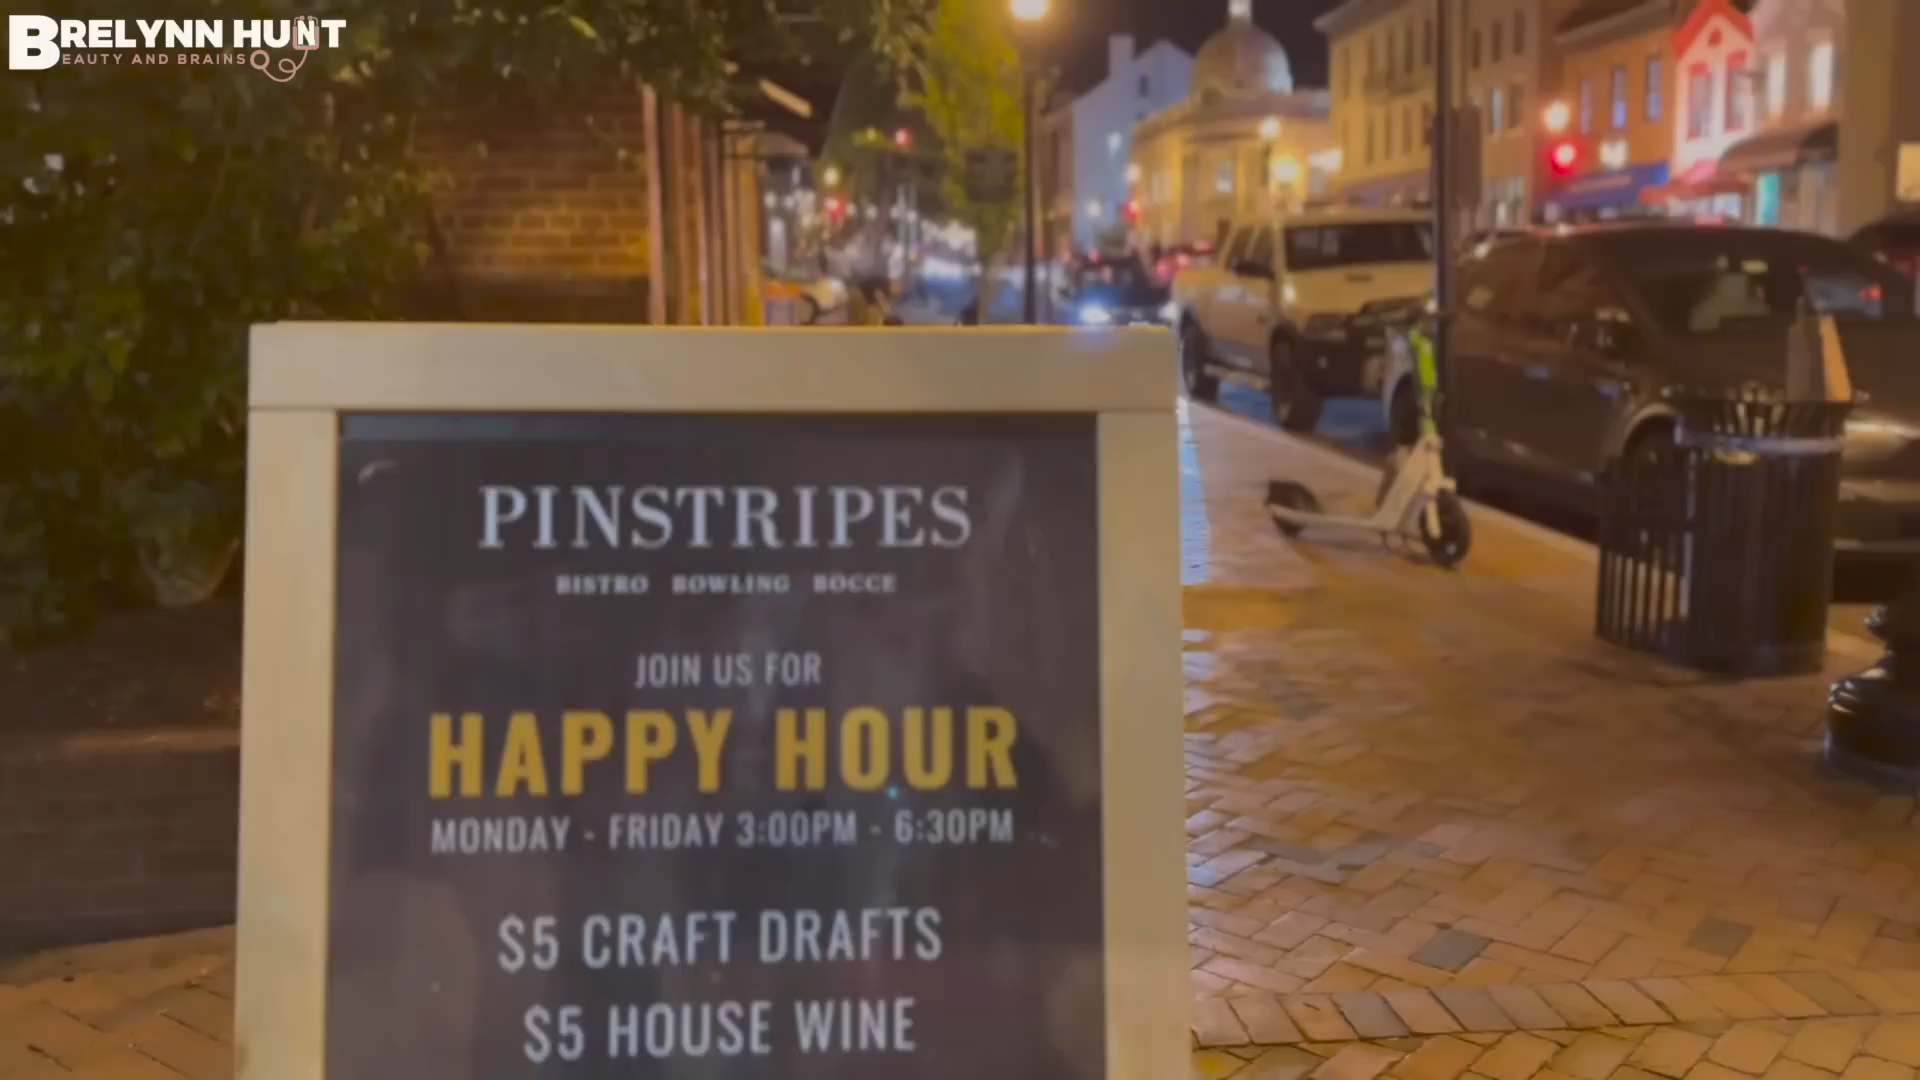 BRELYNN HUNT
BEAUTY AND BRAINS
PINSTRIPES
BISTRO BOWLING BOCCE
JOIN US FOR
HAPPY HOUR
MONDAY - FRIDAY 3:00PM - 6:30PM
$5 CRAFT DRAFTS
$5 HOUSE WINE